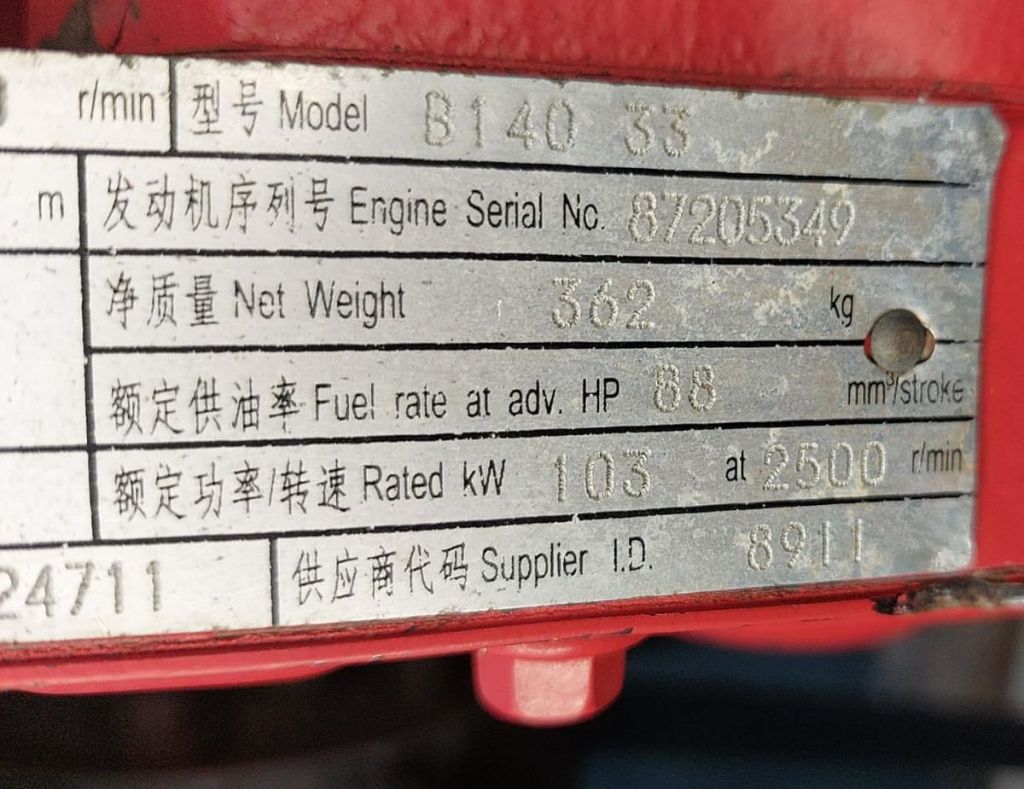 r/min 型号 Model B140 33
m 发动机序列号 Engine Serial No. 87205349
净质量 Net Weight 362 kg
额定供油率 Fuel rate at adv. HP 88 mm³/stroke
额定功率/转速 Rated kW 103 at 2500 r/min
24711 供应商代码 Supplier I.D. 8911